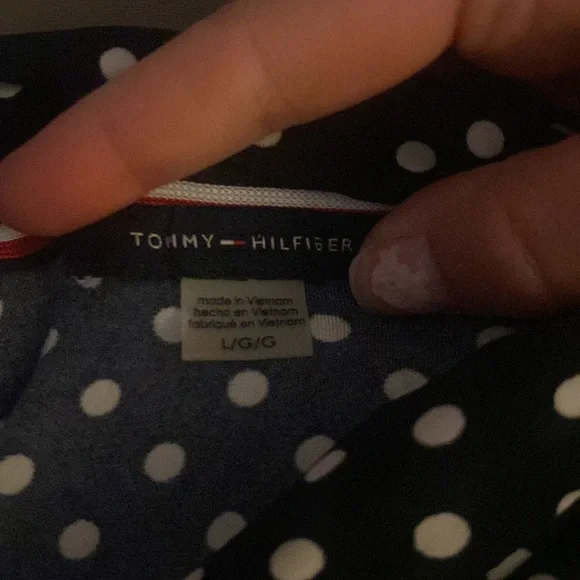 TOMMY HILFIGER
made in Vietnam
hecho en Vietnam
fabriqué en Vietnam
L/G/G